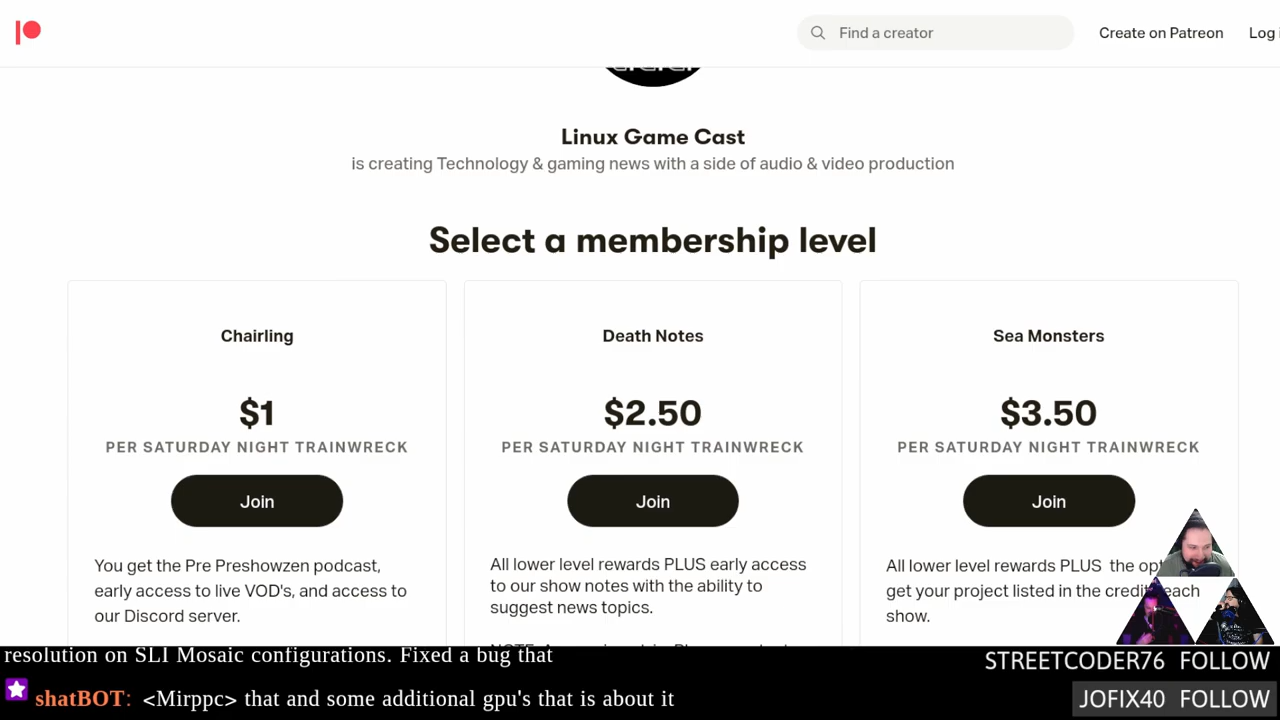 Find a creator
Create on Patreon
Log
Linux Game Cast
is creating Technology & gaming news with a side of audio & video production
Select a membership level
Chairling
$1
PER SATURDAY NIGHT TRAINWRECK
Join
You get the Pre Preshowzen podcast,
early access to live VOD's, and access to
our Discord server.
Death Notes
$2.50
PER SATURDAY NIGHT TRAINWRECK
Join
All lower level rewards PLUS early access
to our show notes with the ability to
suggest news topics.
Sea Monsters
$3.50
PER SATURDAY NIGHT TRAINWRECK
Join
All lower level rewards PLUS the
get your project listed in the each
show.
resolution on SLI Mosaic configurations. Fixed a bug that
shatBOT: <Mirppc> that and some additional gpu's that is about it
STREETCODER76 FOLLOW
JOFIX40 FOLLOW